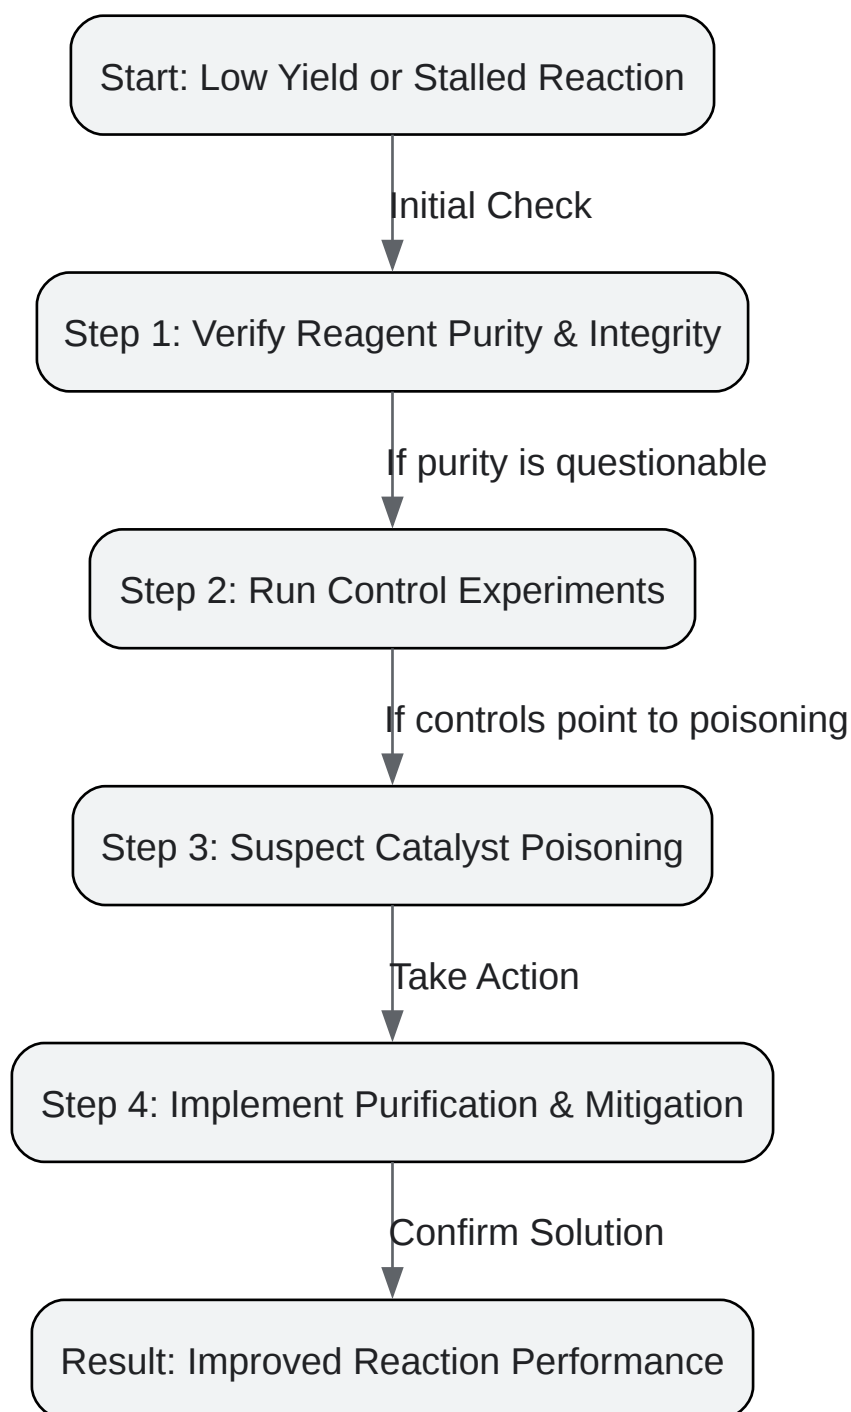 Start: Low Yield or Stalled Reaction
Initial Check
Step 1: Verify Reagent Purity & Integrity
If purity is questionable
Step 2: Run Control Experiments
If controls point to poisoning
Step 3: Suspect Catalyst Poisoning
Take Action
Step 4: Implement Purification & Mitigation
Confirm Solution
Result: Improved Reaction Performance